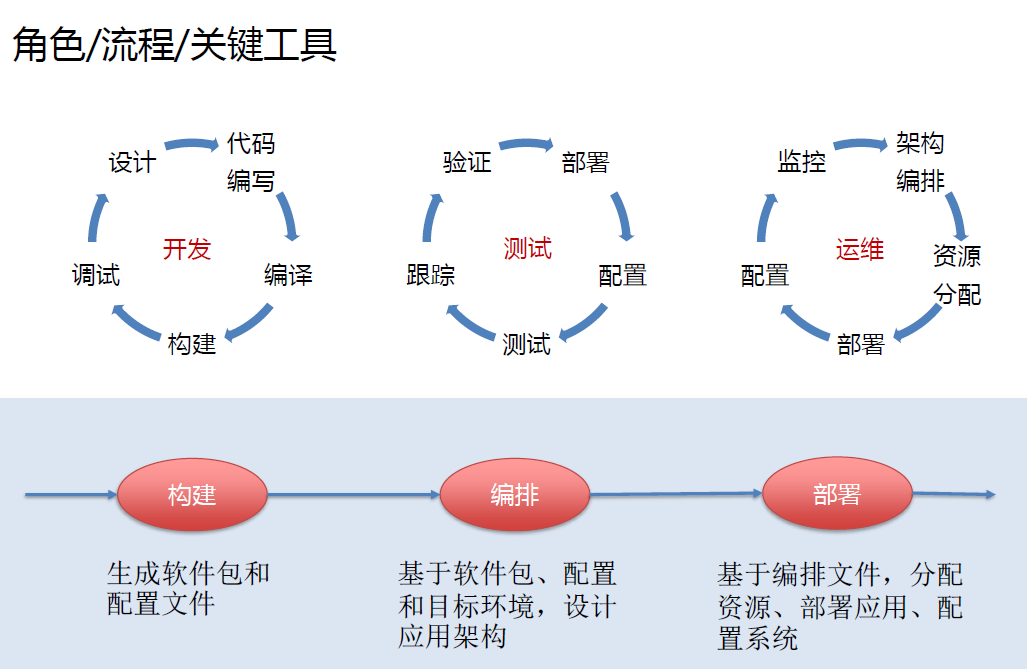 角色/流程/关键工具
设计
代码
编写
编译
构建
调试
开发
验证
部署
配置
测试
跟踪
测试
监控
架构
编排
资源
分配
部署
配置
运维
构建
编排
部署
生成软件包和
配置文件
基于软件包、配置
和目标环境，设计
应用架构
基于编排文件，分配
资源、部署应用、配
置系统